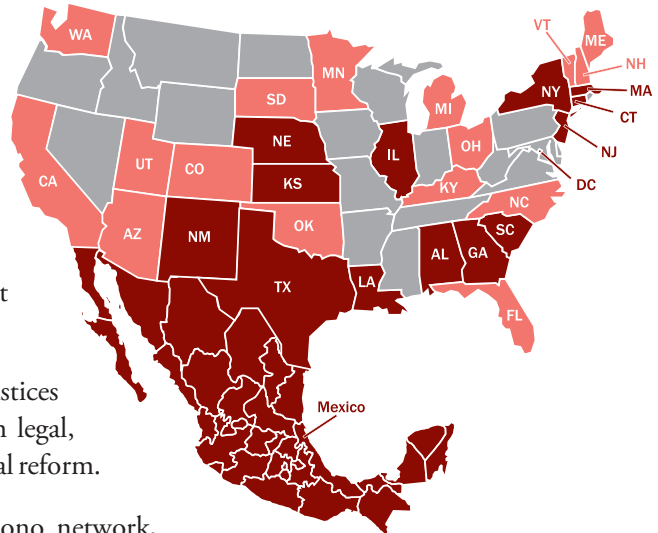 WA
VT
ME
NH
MN
MA
SD
MI
NY
CT
NE
IL
OH
NJ
UT
CO
CA
KS
KY
DC
NC
AZ
NM
OK
SC
AL
GA
TX
LA
FL
Mexico
legal,
al reform.
network.